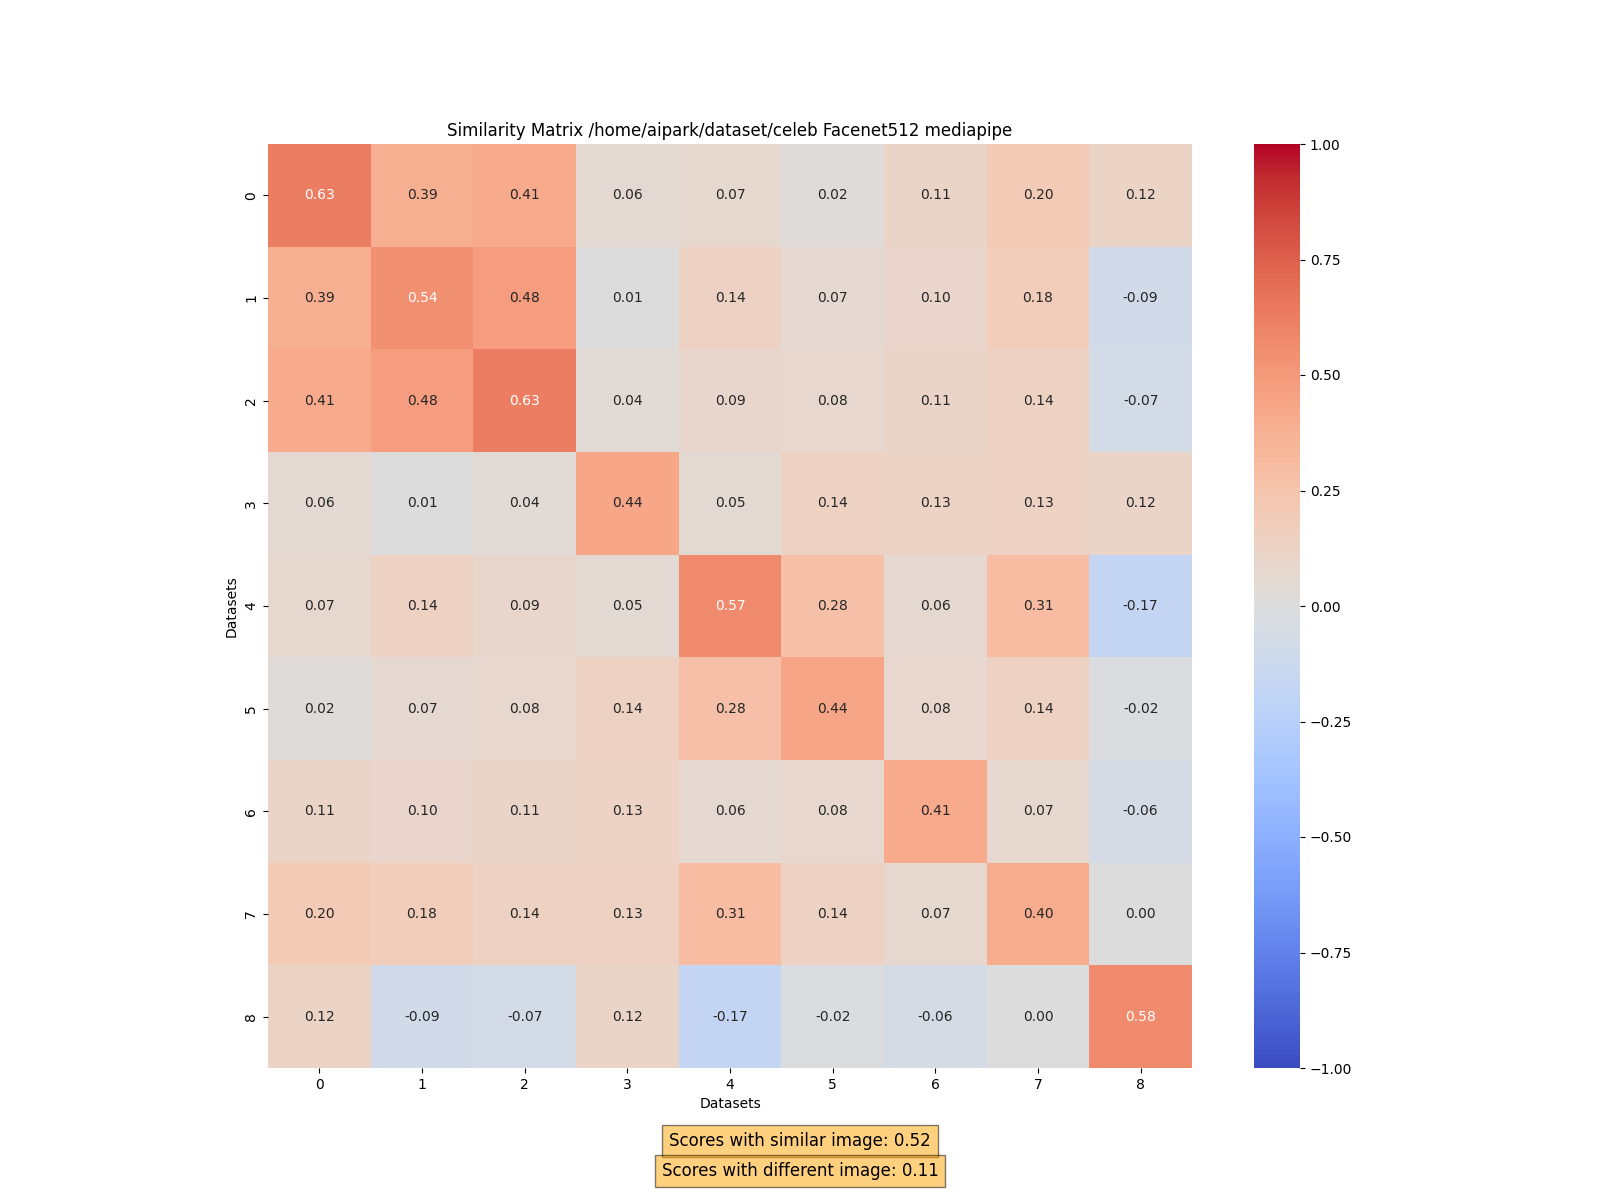 Similarity Matrix /home/aipark/dataset/celeb Facenet512 mediapipe
0 0.63 0.39 0.41 0.06 0.07 0.02 0.11 0.20 0.12
1 0.39 0.54 0.48 0.01 0.14 0.07 0.10 0.18 -0.09
2 0.41 0.48 0.63 0.04 0.09 0.08 0.11 0.14 -0.07
3 0.06 0.01 0.04 0.44 0.05 0.14 0.13 0.13 0.12
4 0.07 0.14 0.09 0.05 0.57 0.28 0.06 0.31 -0.17
5 0.02 0.07 0.08 0.14 0.28 0.44 0.08 0.14 -0.02
6 0.11 0.10 0.11 0.13 0.06 0.08 0.41 0.07 -0.06
7 0.20 0.18 0.14 0.13 0.31 0.14 0.07 0.40 0.00
8 0.12 -0.09 -0.07 0.12 -0.17 -0.02 -0.06 0.00 0.58
0 1 2 3 4 5 6 7 8
Datasets
Datasets
1.00
0.75
0.50
0.25
0.00
−0.25
−0.50
−0.75
−1.00
Scores with similar image: 0.52
Scores with different image: 0.11